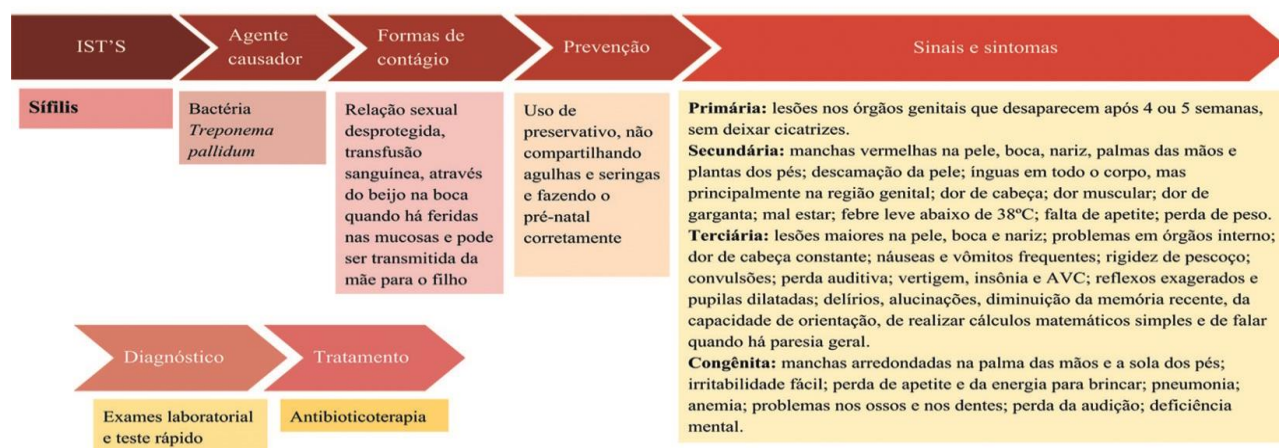 IST'S
Agente
causador
Formas de
contágio
Prevenção
Sinais e sintomas
Sífilis
Bactéria
Treponema
pallidum
Relação sexual
desprotegida,
transfusão
sanguínea, através
do beijo na boca
quando há feridas
nas mucosas e pode
ser transmitida da
mãe para o filho
Uso de
preservativo, não
compartilhando
agulhas e seringas
e fazendo o
pré-natal
corretamente
Primária: lesões nos órgãos genitais que desaparecem após 4 ou 5 semanas,
sem deixar cicatrizes.
Secundária: manchas vermelhas na pele, boca, nariz, palmas das mãos e
plantas dos pés; descamação da pele; ínguas em todo o corpo, mas
principalmente na região genital; dor de cabeça; dor muscular; dor de
garganta; mal estar; febre leve abaixo de 38ºC; falta de apetite; perda de peso.
Terciária: lesões maiores na pele, boca e nariz; problemas em órgãos interno;
dor de cabeça constante; náuseas e vômitos frequentes; rigidez de pescoço;
convulsões; perda auditiva; vertigem, insônia e AVC; reflexos exagerados e
pupilas dilatadas; delírios, alucinações, diminuição da memória recente, da
capacidade de orientação, de realizar cálculos matemáticos simples e de falar
quando há paresia geral.
Congênita: manchas arredondadas na palma das mãos e a sola dos pés;
irritabilidade fácil; perda de apetite e da energia para brincar; pneumonia;
anemia; problemas nos ossos e nos dentes; perda da audição; deficiência
mental.
Diagnóstico
Tratamento
Exames laboratorial
e teste rápido
Antibioticoterapia